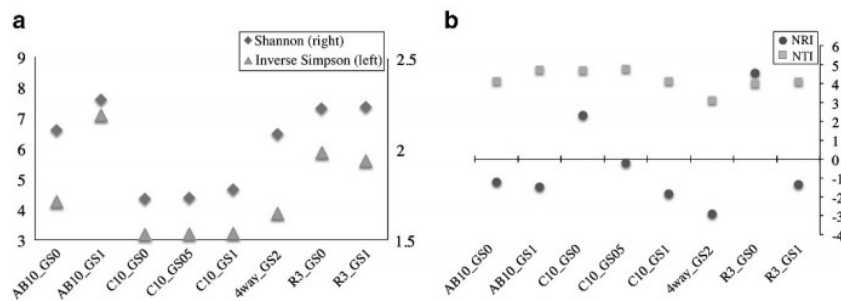 a
b
Shannon (right)
Inverse Simpson (left)
9
8
7
6
5
4
3
2.5
2
1.5
AB10_GS0
AB10_GS1
C10_GS0
C10_GS05
C10_GS1
4way_GS2
R3_GS0
R3_GS1
NRI
NTI
6
5
4
3
2
1
0
-1
-2
-3
-4
AB10_GS0
AB10_GS1
C10_GS0
C10_GS05
C10_GS1
4way_GS2
R3_GS0
R3_GS1